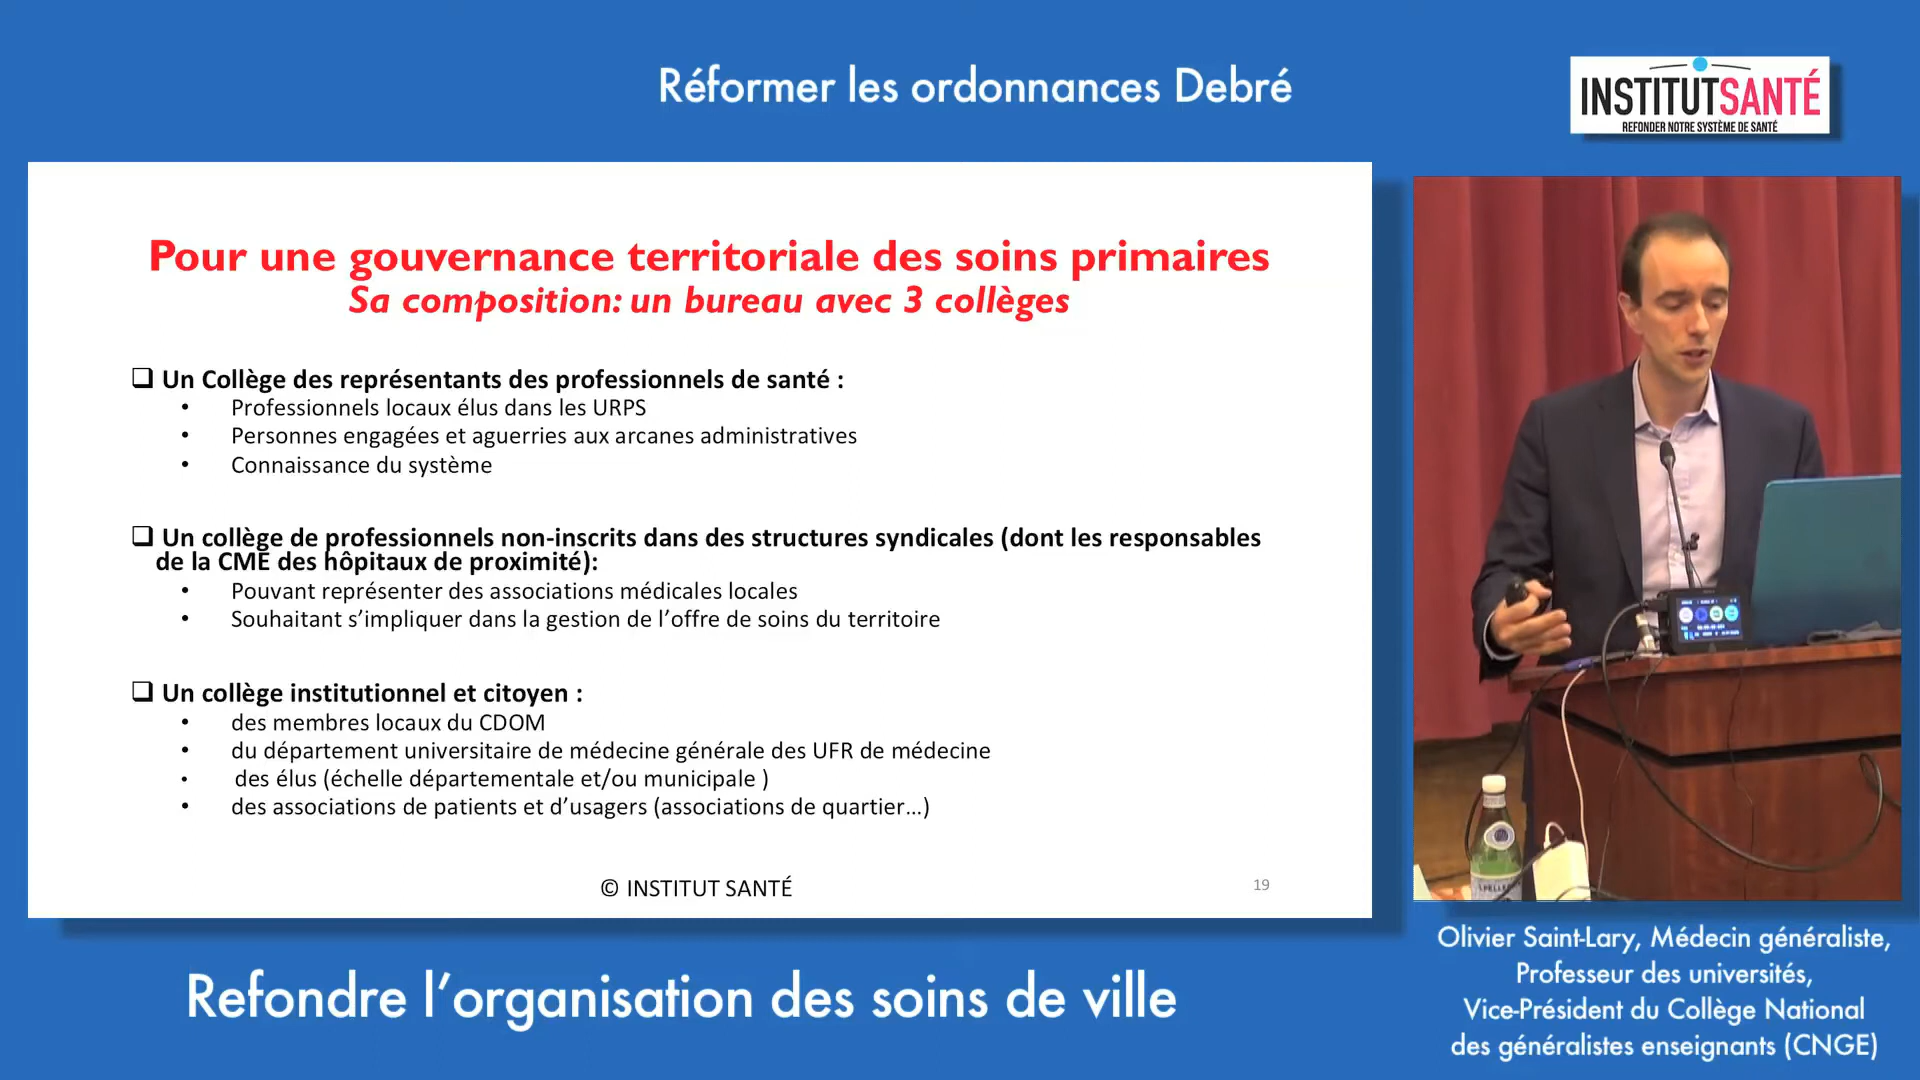 Réformer les ordonnances Debré
INSTITUTSANTÉ
REFONDER NOTRE SYSTÈME DE SANTÉ
Pour une gouvernance territoriale des soins primaires
Sa composition: un bureau avec 3 collèges
Un Collège des représentants des professionnels de santé :
• Professionnels locaux élus dans les URPS
• Personnes engagées et aguerries aux arcanes administratives
• Connaissance du système
Un collège de professionnels non-inscrits dans des structures syndicales (dont les responsables
de la CME des hôpitaux de proximité):
• Pouvant représenter des associations médicales locales
• Souhaitant s’impliquer dans la gestion de l’offre de soins du territoire
Un collège institutionnel et citoyen :
• des membres locaux du CDOM
• du département universitaire de médecine générale des UFR de médecine
• des élus (échelle départementale et/ou municipale )
• des associations de patients et d’usagers (associations de quartier…)
© INSTITUT SANTÉ
19
Olivier Saint-Lary, Médecin généraliste,
Professeur des universités,
Vice-Président du Collège National
des généralistes enseignants (CNGE)
Refondre l’organisation des soins de ville